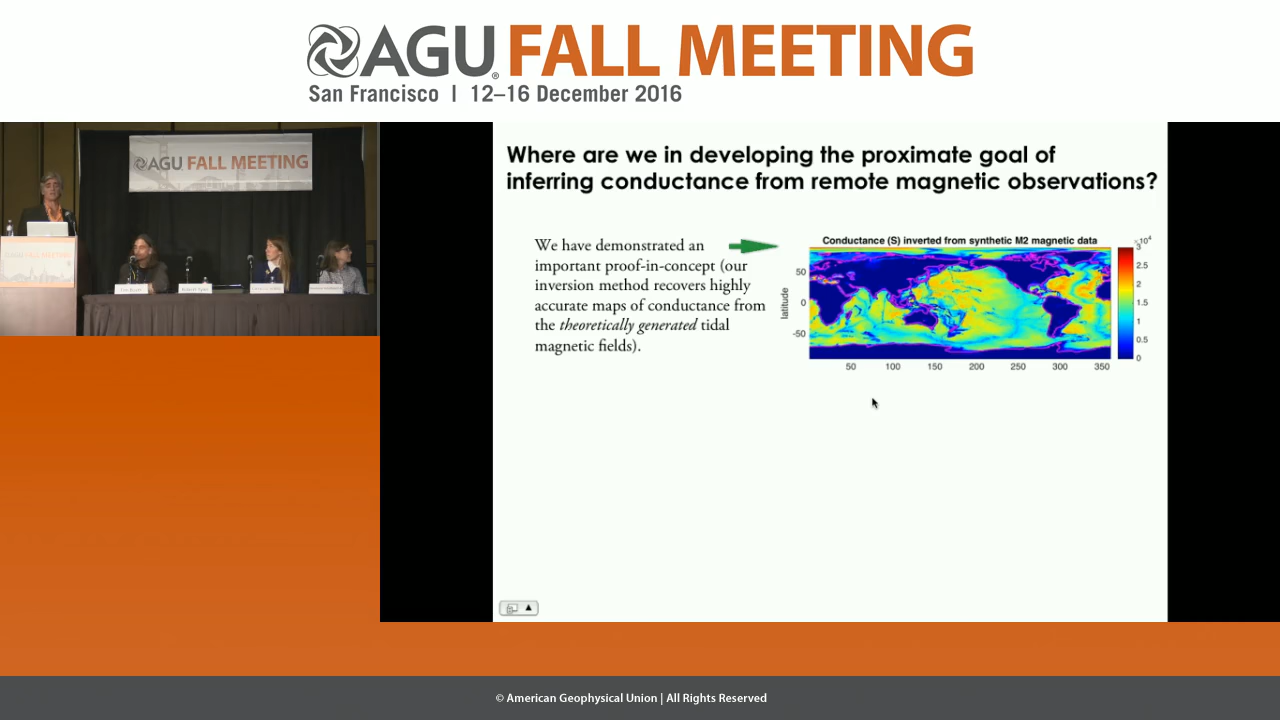 AGU® FALL MEETING
San Francisco | 12–16 December 2016
AGU FALL MEETING
Where are we in developing the proximate goal of
inferring conductance from remote magnetic observations?
We have demonstrated an
important proof-in-concept (our
inversion method recovers highly
accurate maps of conductance from
the theoretically generated tidal
magnetic fields).
Conductance (S) inverted from synthetic M2 magnetic data
×10⁴
3
2.5
2
1.5
1
0.5
0
latitude
50
0
-50
50 100 150 200 250 300 350
© American Geophysical Union | All Rights Reserved